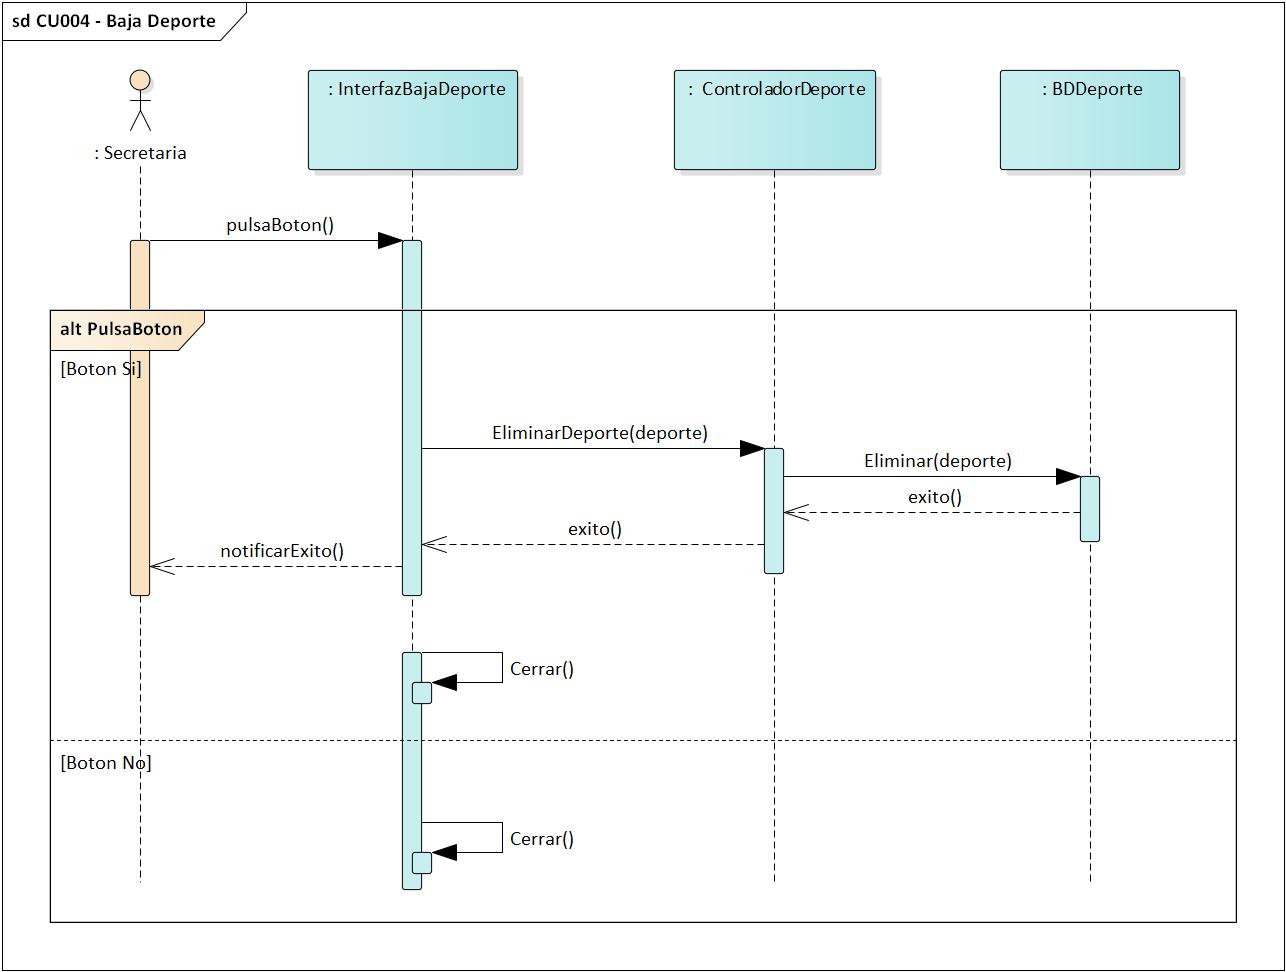 sd CU004 - Baja Deporte
: Secretaria
: InterfazBajaDeporte
: ControladorDeporte
: BDDeporte
pulsaBoton()
alt PulsaBoton
[Boton Si]
EliminarDeporte(deporte)
Eliminar(deporte)
exito()
exito()
notificarExito()
Cerrar()
[Boton No]
Cerrar()